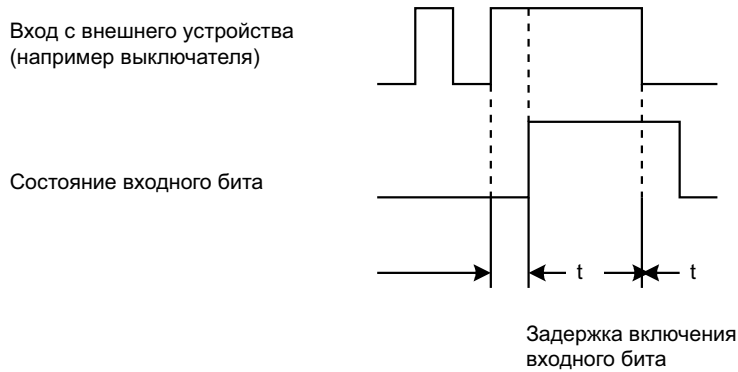 Вход с внешнего устройства
(например выключателя)
Состояние входного бита
t
t
Задержка включения
входного бита